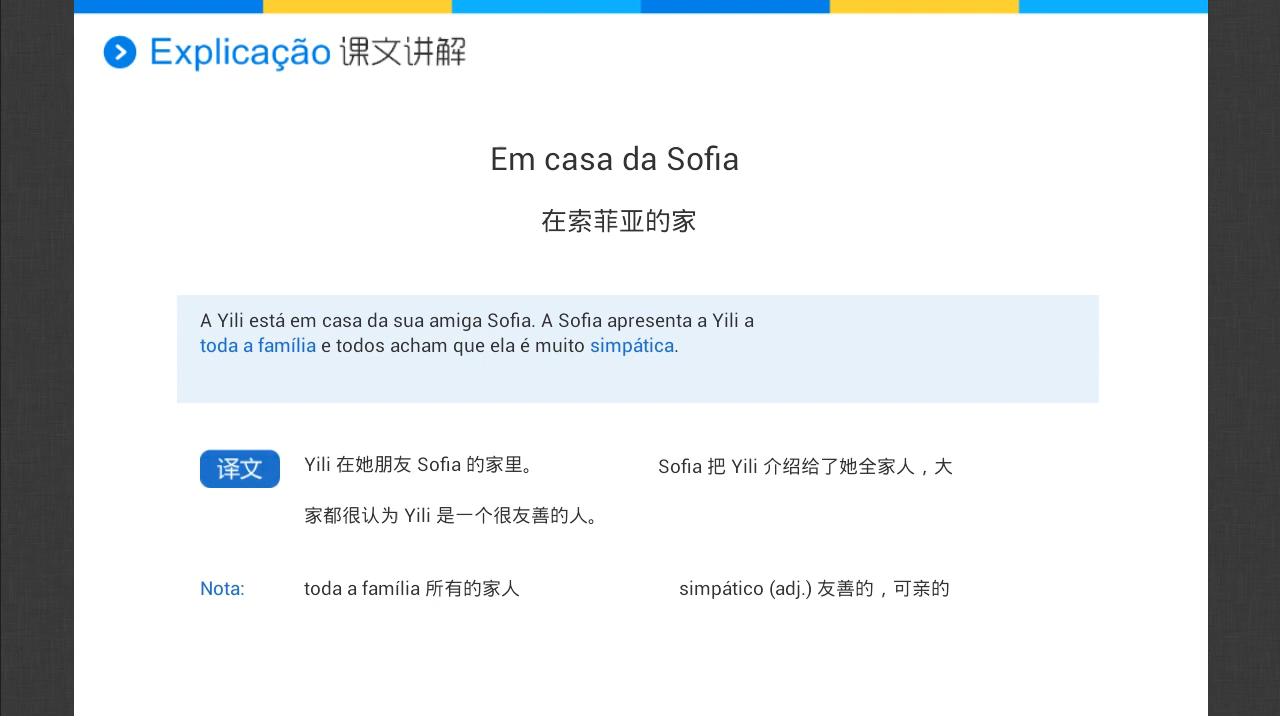 Explicação 课文讲解
Em casa da Sofia
在索菲亚的家
A Yili está em casa da sua amiga Sofia. A Sofia apresenta a Yili a
toda a família e todos acham que ela é muito simpática.
译文 Yili 在她朋友 Sofia 的家里。 Sofia 把 Yili 介绍给了她全家人，大
家都很认为 Yili 是一个很友善的人。
Nota: toda a família 所有的家人 simpático (adj.) 友善的，可亲的